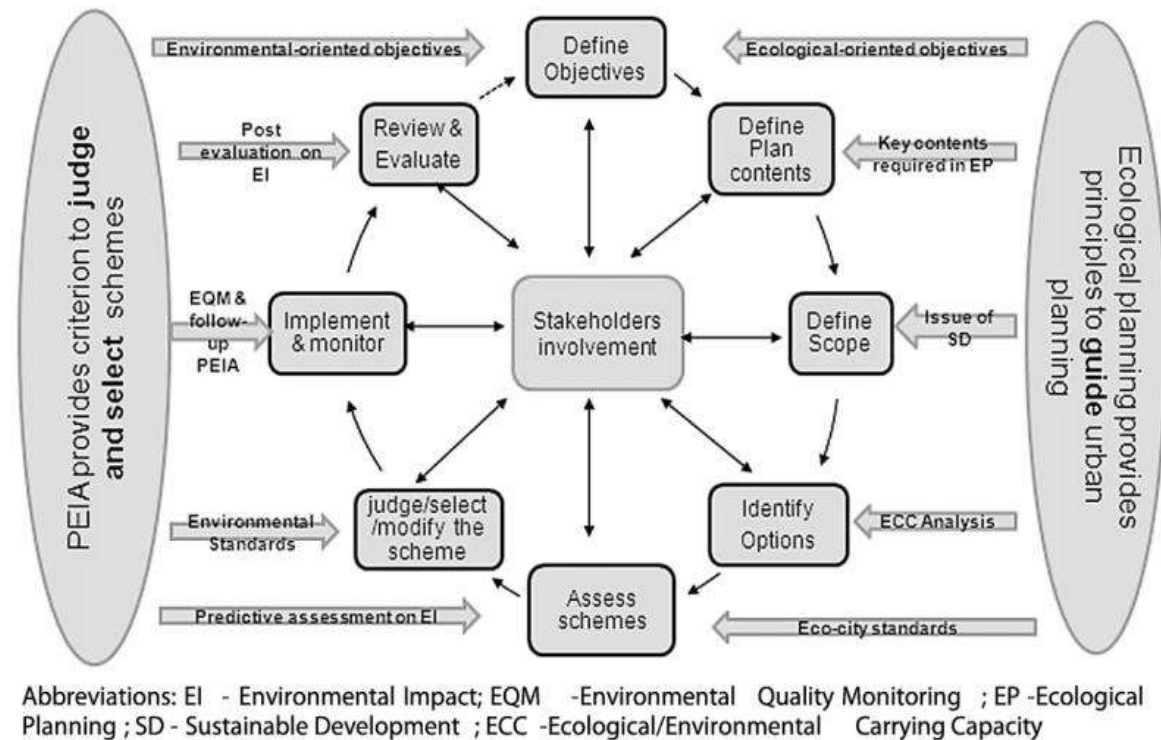 PEIA provides criterion to judge
and select schemes
Environmental-oriented objectives
Define
Objectives
Ecological-oriented objectives
Post
evaluation on
EI
Review &
Evaluate
Define
Plan
contents
Key contents
required in EP
EQM &
follow-
up
PEIA
Implement
& monitor
Stakeholders
involvement
Define
Scope
Issue of
SD
Environmental
Standards
judge/select
/modify the
scheme
Identify
Options
ECC Analysis
Predictive assessment on EI
Assess
schemes
Eco-city standards
Ecological planning provides
principles to guide urban
planning
Abbreviations: EI - Environmental Impact; EQM -Environmental Quality Monitoring ; EP -Ecological
Planning ; SD - Sustainable Development ; ECC -Ecological/Environmental Carrying Capacity